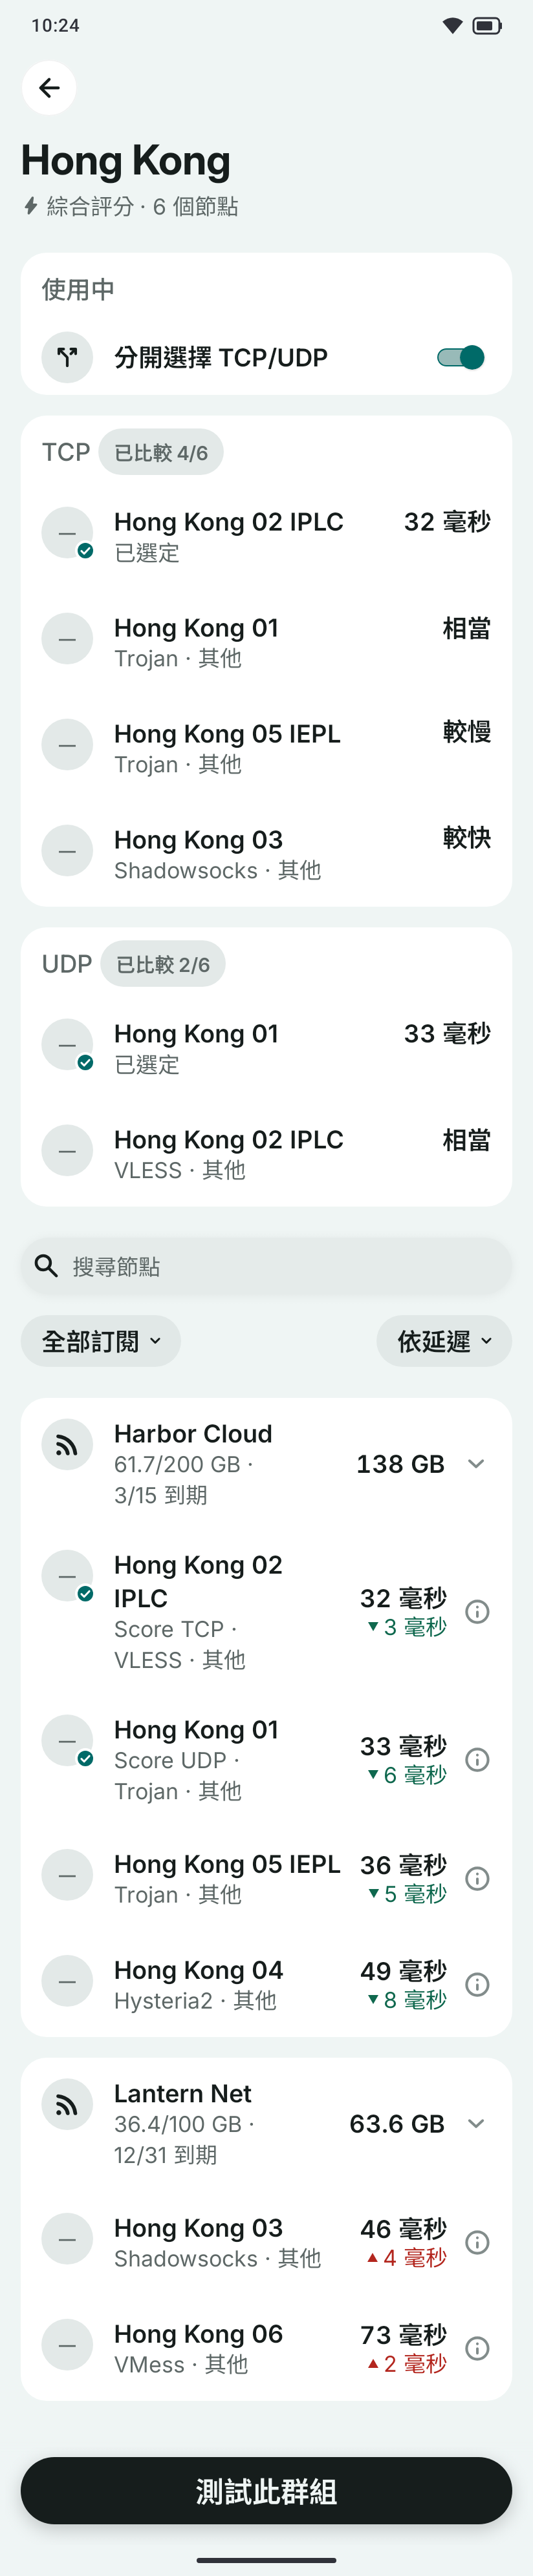 10:24
Hong Kong
綜合評分 · 6 個節點
使用中
分開選擇 TCP/UDP
TCP 已比較 4/6
Hong Kong 02 IPLC 32 毫秒
已選定
Hong Kong 01 相當
Trojan · 其他
Hong Kong 05 IEPL 較慢
Trojan · 其他
Hong Kong 03 較快
Shadowsocks · 其他
UDP 已比較 2/6
Hong Kong 01 33 毫秒
已選定
Hong Kong 02 IPLC 相當
VLESS · 其他
搜尋節點
全部訂閱 依延遲
Harbor Cloud
61.7/200 GB · 138 GB
3/15 到期
Hong Kong 02
IPLC 32 毫秒
Score TCP · ▼3 毫秒
VLESS · 其他
Hong Kong 01 33 毫秒
Score UDP · ▼6 毫秒
Trojan · 其他
Hong Kong 05 IEPL 36 毫秒
Trojan · 其他 ▼5 毫秒
Hong Kong 04 49 毫秒
Hysteria2 · 其他 ▼8 毫秒
Lantern Net
36.4/100 GB · 63.6 GB
12/31 到期
Hong Kong 03 46 毫秒
Shadowsocks · 其他 ▲4 毫秒
Hong Kong 06 73 毫秒
VMess · 其他 ▲2 毫秒
測試此群組